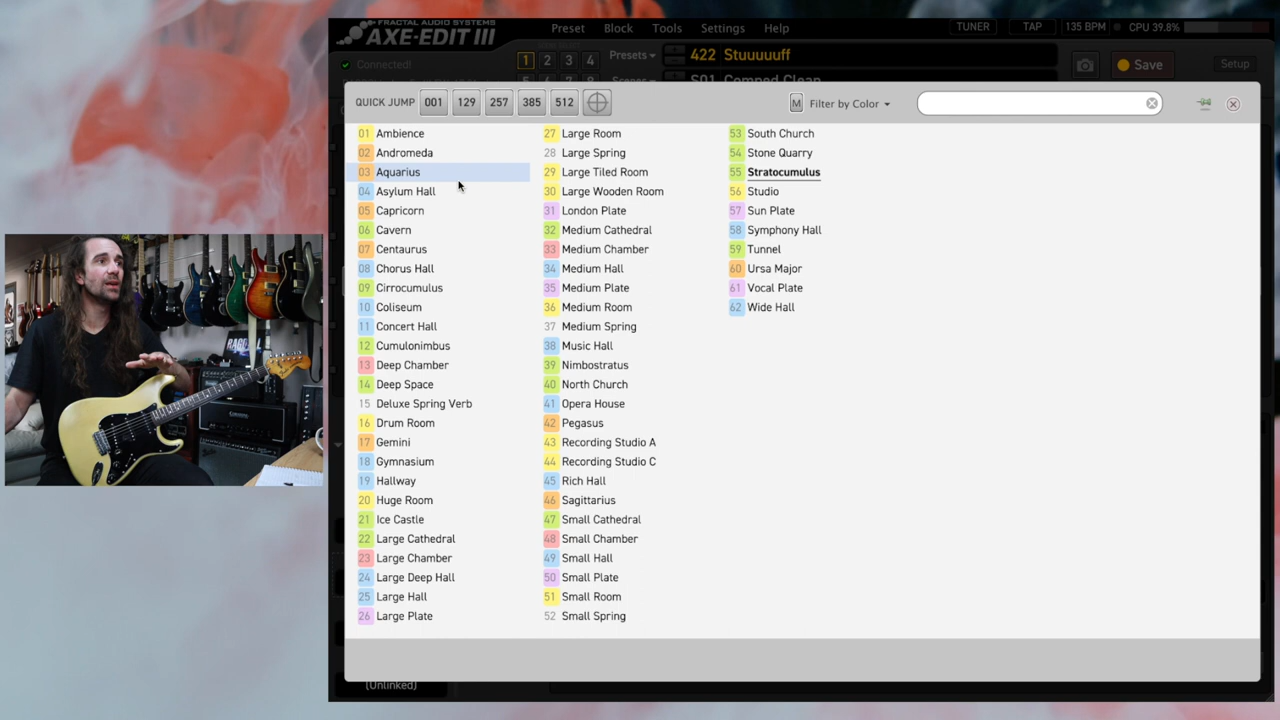 FRACTAL AUDIO SYSTEMS
AXE-EDIT III
Preset Block Tools Settings Help
TUNER TAP 135 BPM CPU 39.8%
Connected!
1 2 3 4
Presets
422 Stuuuuuff
Save
Setup
Scenes
S01 Comped Clean
QUICK JUMP 001 129 257 385 512
M Filter by Color
01 Ambience
02 Andromeda
03 Aquarius
04 Asylum Hall
05 Capricorn
06 Cavern
07 Centaurus
08 Chorus Hall
09 Cirrocumulus
10 Coliseum
11 Concert Hall
12 Cumulonimbus
13 Deep Chamber
14 Deep Space
15 Deluxe Spring Verb
16 Drum Room
17 Gemini
18 Gymnasium
19 Hallway
20 Huge Room
21 Ice Castle
22 Large Cathedral
23 Large Chamber
24 Large Deep Hall
25 Large Hall
26 Large Plate
27 Large Room
28 Large Spring
29 Large Tiled Room
30 Large Wooden Room
31 London Plate
32 Medium Cathedral
33 Medium Chamber
34 Medium Hall
35 Medium Plate
36 Medium Room
37 Medium Spring
38 Music Hall
39 Nimbostratus
40 North Church
41 Opera House
42 Pegasus
43 Recording Studio A
44 Recording Studio C
45 Rich Hall
46 Sagittarius
47 Small Cathedral
48 Small Chamber
49 Small Hall
50 Small Plate
51 Small Room
52 Small Spring
53 South Church
54 Stone Quarry
55 Stratocumulus
56 Studio
57 Sun Plate
58 Symphony Hall
59 Tunnel
60 Ursa Major
61 Vocal Plate
62 Wide Hall
(Unlinked)